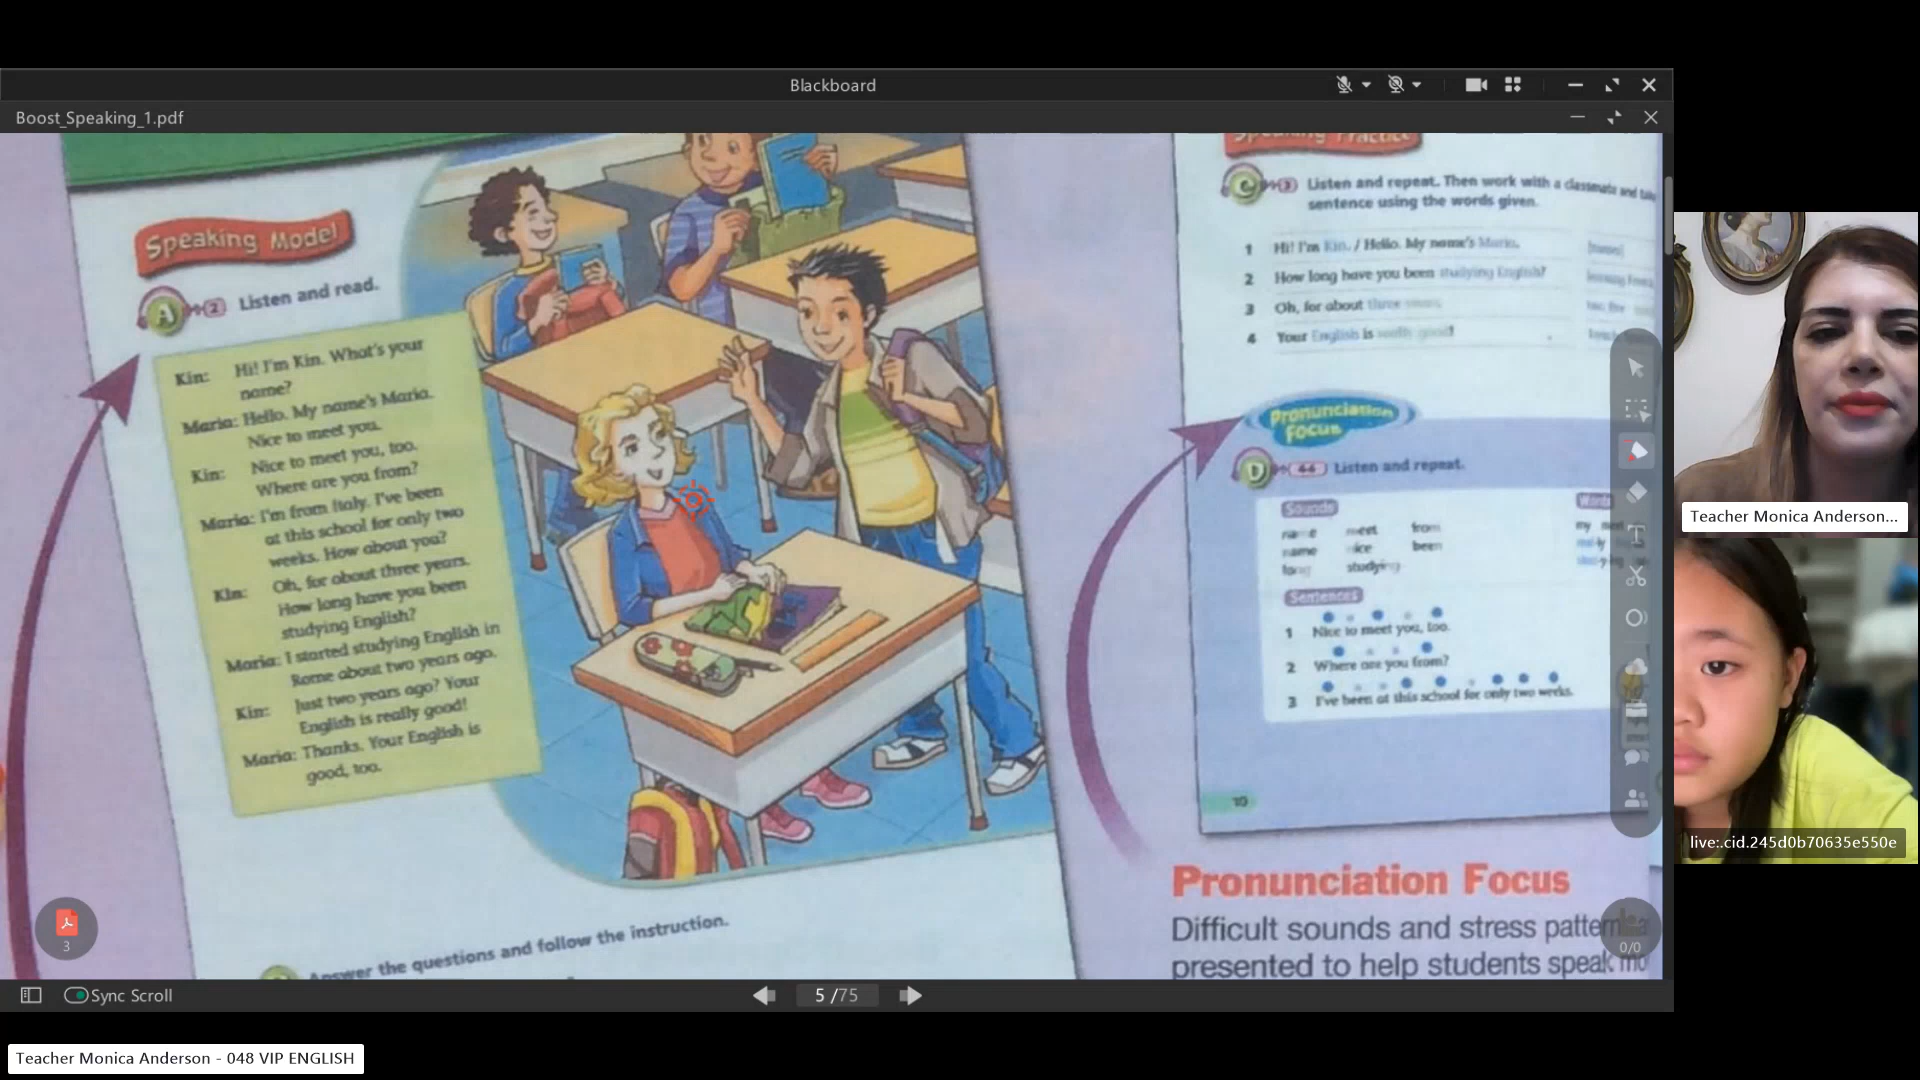 Blackboard
Boost_Speaking_1.pdf
Speaking Model
A 2 Listen and read.
Kin: Hi! I'm Kin. What's your
name?
Maria: Hello. My name's Maria.
Nice to meet you.
Kin: Nice to meet you, too.
Where are you from?
Maria: I'm from Italy. I've been
at this school for only two
weeks. How about you?
Kin: Oh, for about three years.
How long have you been
studying English?
Maria: I started studying English in
Rome about two years ago.
Kin: Just two years ago? Your
English is really good!
Maria: Thanks. Your English is
good, too.
Answer the questions and follow the instruction.
Speaking Practice
C 3 Listen and repeat. Then work with a classmate and
sentence using the words given.
1 Hi! I'm Kin. / Hello. My name's Maria.
2 How long have you been studying English?
3 Oh, for about three years.
4 Your English is really good!
Pronunciation
Focus
D 44 Listen and repeat.
Sounds
Words
name meet from
name nice been
long studying
my
Sentences
1 Nice to meet you, too.
2 Where are you from?
3 I've been at this school for only two weeks.
10
Pronunciation Focus
Difficult sounds and stress
presented to help students speak
3
0/0
Sync Scroll
5 /75
Teacher Monica Anderson...
live:.cid.245d0b70635e550e
Teacher Monica Anderson - 048 VIP ENGLISH